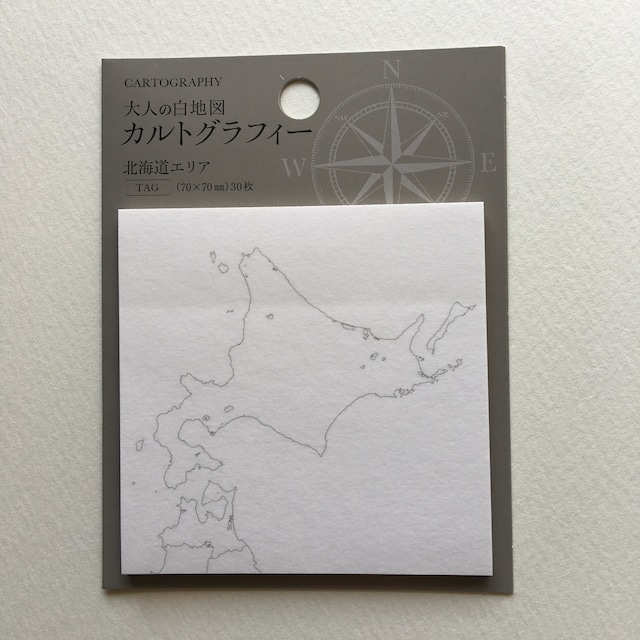 CARTOGRAPHY
大人の白地図
カルトグラフィー
北海道エリア
TAG (70×70㎜)30枚
N
W E